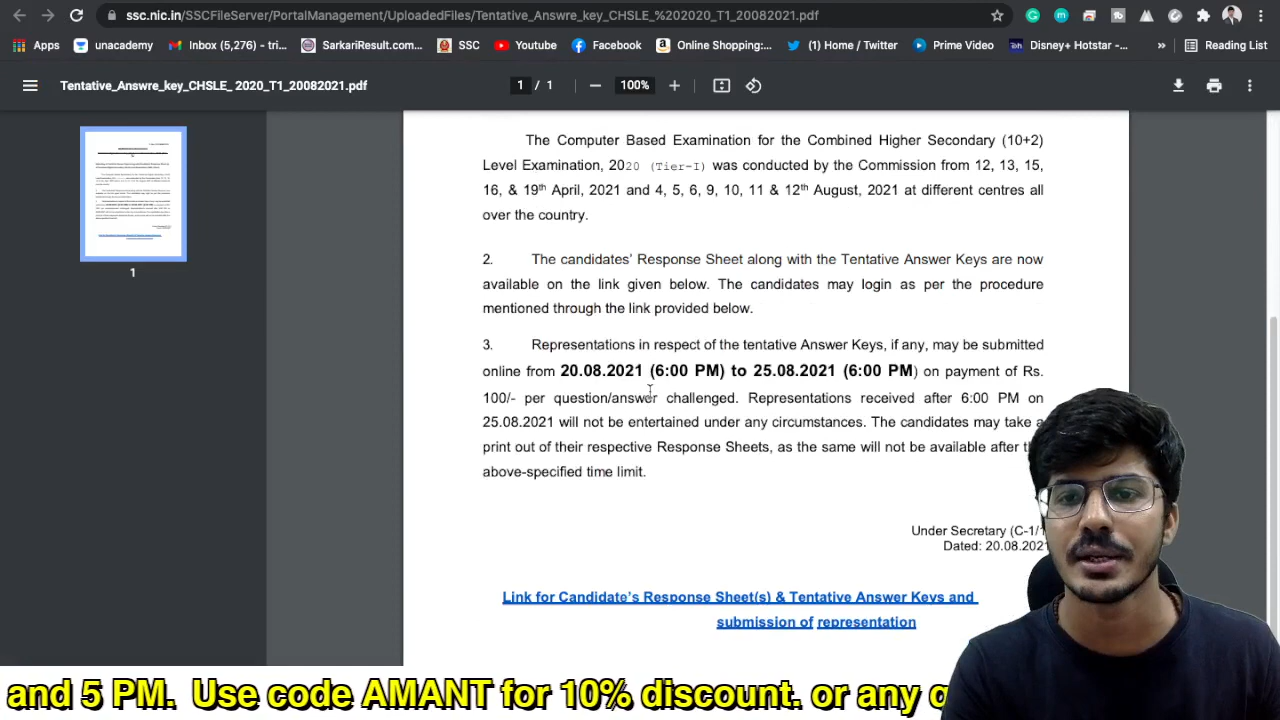 ssc.nic.in/SSCFileServer/PortalManagement/UploadedFiles/Tentative_Answre_key_CHSLE_%202020_T1_20082021.pdf
Apps unacademy Inbox (5,276) - tri... SarkariResult.com... SSC Youtube Facebook Online Shopping:... (1) Home / Twitter Prime Video Disney+ Hotstar -... » Reading List
Tentative_Answre_key_CHSLE_ 2020_T1_20082021.pdf 1 / 1 100%
The Computer Based Examination for the Combined Higher Secondary (10+2)
Level Examination, 2020 (Tier-I) was conducted by the Commission from 12, 13, 15,
16, & 19th April, 2021 and 4, 5, 6, 9, 10, 11 & 12th August, 2021 at different centres all
over the country.
2. The candidates' Response Sheet along with the Tentative Answer Keys are now
available on the link given below. The candidates may login as per the procedure
mentioned through the link provided below.
3. Representations in respect of the tentative Answer Keys, if any, may be submitted
online from 20.08.2021 (6:00 PM) to 25.08.2021 (6:00 PM) on payment of Rs.
100/- per question/answer challenged. Representations received after 6:00 PM on
25.08.2021 will not be entertained under any circumstances. The candidates may take a
print out of their respective Response Sheets, as the same will not be available after
above-specified time limit.
Under Secretary (C-1/1
Dated: 20.08.2021
Link for Candidate's Response Sheet(s) & Tentative Answer Keys and
submission of representation
1
and 5 PM. Use code AMANT for 10% discount. or any